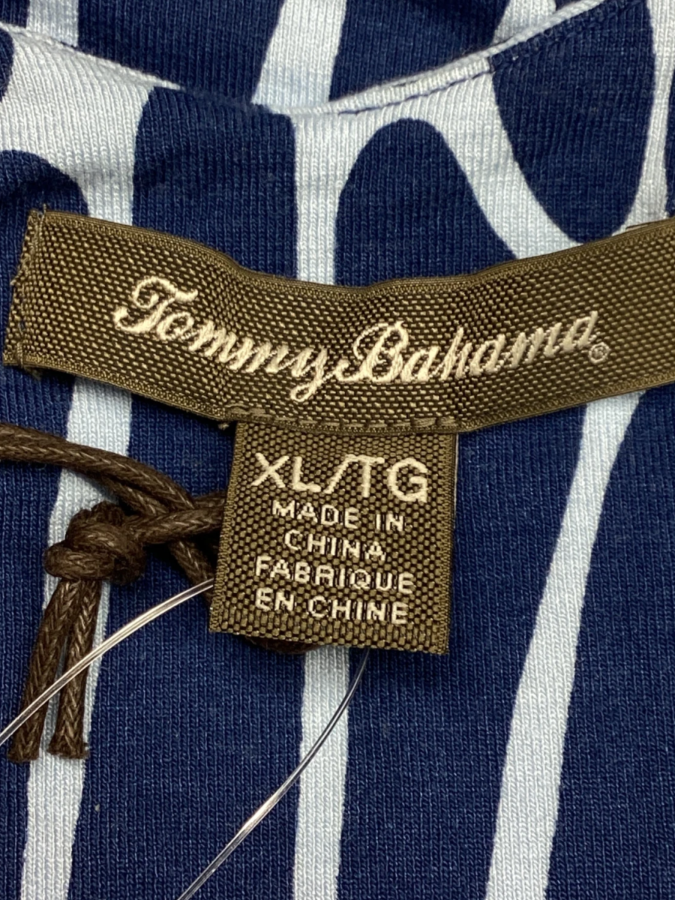 Tommy Bahama®
XL/TG
MADE IN
CHINA
FABRIQUE
EN CHINE